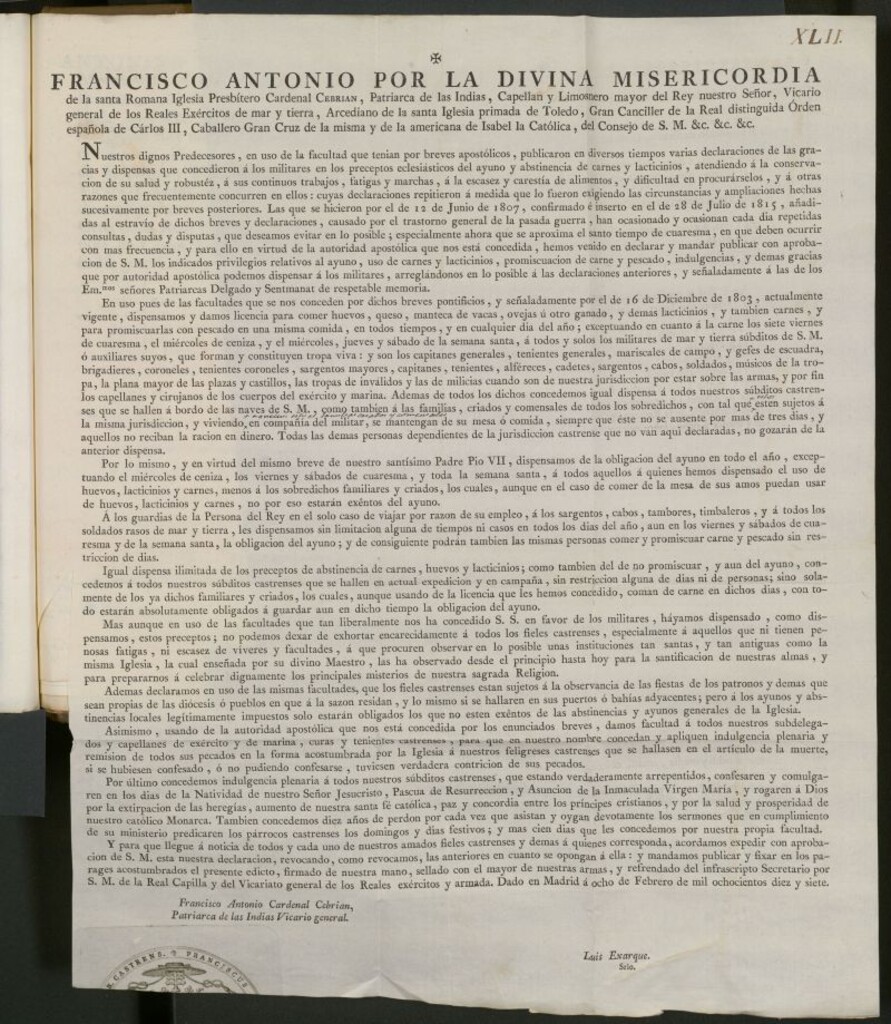 XLII.
✠
FRANCISCO ANTONIO POR LA DIVINA MISERICORDIA
de la santa Romana Iglesia Presbítero Cardenal CEBRIAN, Patriarca de las Indias, Capellan y Limosnero mayor del Rey nuestro Señor, Vicario
general de los Reales Exércitos de mar y tierra, Arcediano de la santa Iglesia primada de Toledo, Gran Canciller de la Real distinguida Órden
española de Cárlos III, Caballero Gran Cruz de la misma y de la americana de Isabel la Católica, del Consejo de S. M. &c. &c. &c.
Nuestros dignos Predecesores, en uso de la facultad que tenian por breves apostólicos, publicaron en diversos tiempos varias declaraciones de las gra-
cias y dispensas que concedieron á los militares en los preceptos eclesiásticos del ayuno y abstinencia de carnes y lacticinios, atendiendo á la conserva-
cion de su salud y robustéz, á sus continuos trabajos, fatigas y marchas, á la escasez y carestía de alimentos, y dificultad en procurárselos, y á otras
razones que frecuentemente concurren en ellos: cuyas declaraciones repitieron á medida que lo fueron exigiendo las circunstancias y ampliaciones hechas
sucesivamente por breves posteriores. Las que se hicieron por el de 12 de Junio de 1807, confirmado é inserto en el de 28 de Julio de 1815, añadi-
das al estravío de dichos breves y declaraciones, causado por el trastorno general de la pasada guerra, han ocasionado y ocasionan cada dia repetidas
consultas, dudas y disputas, que deseamos evitar en lo posible; especialmente ahora que se aproxima el santo tiempo de cuaresma, en que deben ocurrir
con mas frecuencia, y para ello en virtud de la autoridad apostólica que nos está concedida, hemos venido en declarar y mandar publicar con aproba-
cion de S. M. los indicados privilegios relativos al ayuno, uso de carnes y lacticinios, promiscuacion de carne y pescado, indulgencias, y demas gracias
que por autoridad apostólica podemos dispensar á los militares, arreglándonos en lo posible á las declaraciones anteriores, y señaladamente á las de los
Em.mos señores Patriarcas Delgado y Sentmanat de respetable memoria.
En uso pues de las facultades que se nos conceden por dichos breves pontificios, y señaladamente por el de 16 de Diciembre de 1803, actualmente
vigente, dispensamos y damos licencia para comer huevos, queso, manteca de vacas, ovejas ú otro ganado, y demas lacticinios, y tambien carnes, y
para promiscuarlas con pescado en una misma comida, en todos tiempos, y en cualquier dia del año; exceptuando en cuanto á la carne los siete viernes
de cuaresma, el miércoles de ceniza, y el miércoles, jueves y sábado de la semana santa, á todos y solos los militares de mar y tierra súbditos de S. M.
ó auxiliares suyos, que forman y constituyen tropa viva: y son los capitanes generales, tenientes generales, mariscales de campo, y gefes de escuadra,
brigadieres, coroneles, tenientes coroneles, sargentos mayores, capitanes, tenientes, alféreces, cadetes, sargentos, cabos, soldados, músicos de la tro-
pa, la plana mayor de las plazas y castillos, las tropas de inválidos y las de milicias cuando son de nuestra jurisdiccion por estar sobre las armas, y por fin
los capellanes y cirujanos de los cuerpos del exército y marina. Ademas de todos los dichos concedemos igual dispensa á todos nuestros súbditos castren-
ses que se hallen á bordo de las naves de S. M., como tambien á las familias, criados y comensales de todos los sobredichos, con tal que esten sujetos á
la misma jurisdiccion, y viviendo en compañía del militar, se mantengan de su mesa ó comida, siempre que éste no se ausente por mas de tres dias, y
aquellos no reciban la racion en dinero. Todas las demas personas dependientes de la jurisdiccion castrense que no van aquí declaradas, no gozarán de la
anterior dispensa.
Por lo mismo, y en virtud del mismo breve de nuestro santísimo Padre Pio VII, dispensamos de la obligacion del ayuno en todo el año, excep-
tuando el miércoles de ceniza, los viernes y sábados de cuaresma, y toda la semana santa, á todos aquellos á quienes hemos dispensado el uso de
huevos, lacticinios y carnes, menos á los sobredichos familiares y criados, los cuales, aunque en el caso de comer de la mesa de sus amos puedan usar
de huevos, lacticinios y carnes, no por eso estarán exéntos del ayuno.
Á los guardias de la Persona del Rey en el solo caso de viajar por razon de su empleo, á los sargentos, cabos, tambores, timbaleros, y á todos los
soldados rasos de mar y tierra, les dispensamos sin limitacion alguna de tiempos ni casos en todos los dias del año, aun en los viernes y sábados de cua-
resma y de la semana santa, la obligacion del ayuno; y de consiguiente podrán tambien las mismas personas comer y promiscuar carne y pescado sin res-
triccion de dias.
Igual dispensa ilimitada de los preceptos de abstinencia de carnes, huevos y lacticinios; como tambien del de no promiscuar, y aun del ayuno, con-
cedemos á todos nuestros súbditos castrenses que se hallen en actual expedicion y en campaña, sin restriccion alguna de dias ni de personas; sino sola-
mente de los ya dichos familiares y criados, los cuales, aunque usando de la licencia que les hemos concedido, coman de carne en dichos dias, con to-
do estarán absolutamente obligados á guardar aun en dicho tiempo la obligacion del ayuno.
Mas aunque en uso de las facultades que tan liberalmente nos ha concedido S. S. en favor de los militares, háyamos dispensado, como dis-
pensamos, estos preceptos; no podemos dexar de exhortar encarecidamente á todos los fieles castrenses, especialmente á aquellos que ni tienen pe-
nosas fatigas, ni escasez de viveres y facultades, á que procuren observar en lo posible unas instituciones tan santas, y tan antiguas como la
misma Iglesia, la cual enseñada por su divino Maestro, las ha observado desde el principio hasta hoy para la santificacion de nuestras almas, y
para prepararnos á celebrar dignamente los principales misterios de nuestra sagrada Religion.
Ademas declaramos en uso de las mismas facultades, que los fieles castrenses estan sujetos á la observancia de las fiestas de los patronos y demas que
sean propias de las diócesis ó pueblos en que á la sazon residan, y lo mismo si se hallaren en sus puertos ó bahías adyacentes; pero á los ayunos y abs-
tinencias locales legítimamente impuestos solo estarán obligados los que no esten exéntos de las abstinencias y ayunos generales de la Iglesia.
Asimismo, usando de la autoridad apostólica que nos está concedida por los enunciados breves, damos facultad á todos nuestros subdelega-
dos y capellanes de exército y de marina, curas y tenientes castrenses, para que en nuestro nombre concedan y apliquen indulgencia plenaria y
remision de todos sus pecados en la forma acostumbrada por la Iglesia á nuestros feligreses castrenses que se hallasen en el artículo de la muerte,
si se hubiesen confesado, ó no pudiendo confesarse, tuviesen verdadera contricion de sus pecados.
Por último concedemos indulgencia plenaria á todos nuestros súbditos castrenses, que estando verdaderamente arrepentidos, confesaren y comulga-
ren en los dias de la Natividad de nuestro Señor Jesucristo, Pascua de Resurreccion, y Asuncion de la Inmaculada Vírgen María, y rogaren á Dios
por la extirpacion de las heregías, aumento de nuestra santa fé católica, paz y concordia entre los príncipes cristianos, y por la salud y prosperidad de
nuestro católico Monarca. Tambien concedemos diez años de perdon por cada vez que asistan y oygan devotamente los sermones que en cumplimiento
de su ministerio predicaren los párrocos castrenses los domingos y dias festivos; y mas cien dias que les concedemos por nuestra propia facultad.
Y para que llegue á noticia de todos y cada uno de nuestros amados fieles castrenses y demas á quienes corresponda, acordamos expedir con aproba-
cion de S. M. esta nuestra declaracion, revocando, como revocamos, las anteriores en cuanto se opongan á ella: y mandamos publicar y fixar en los pa-
rages acostumbrados el presente edicto, firmado de nuestra mano, sellado con el mayor de nuestras armas, y refrendado del infrascripto Secretario por
S. M. de la Real Capilla y del Vicariato general de los Reales exércitos y armada. Dado en Madrid á ocho de Febrero de mil ochocientos diez y siete.
Francisco Antonio Cardenal Cebrian,
Patriarca de las Indias Vicario general.
Luis Exarque.
Srio.
CASTRENS. FRANCISCUS